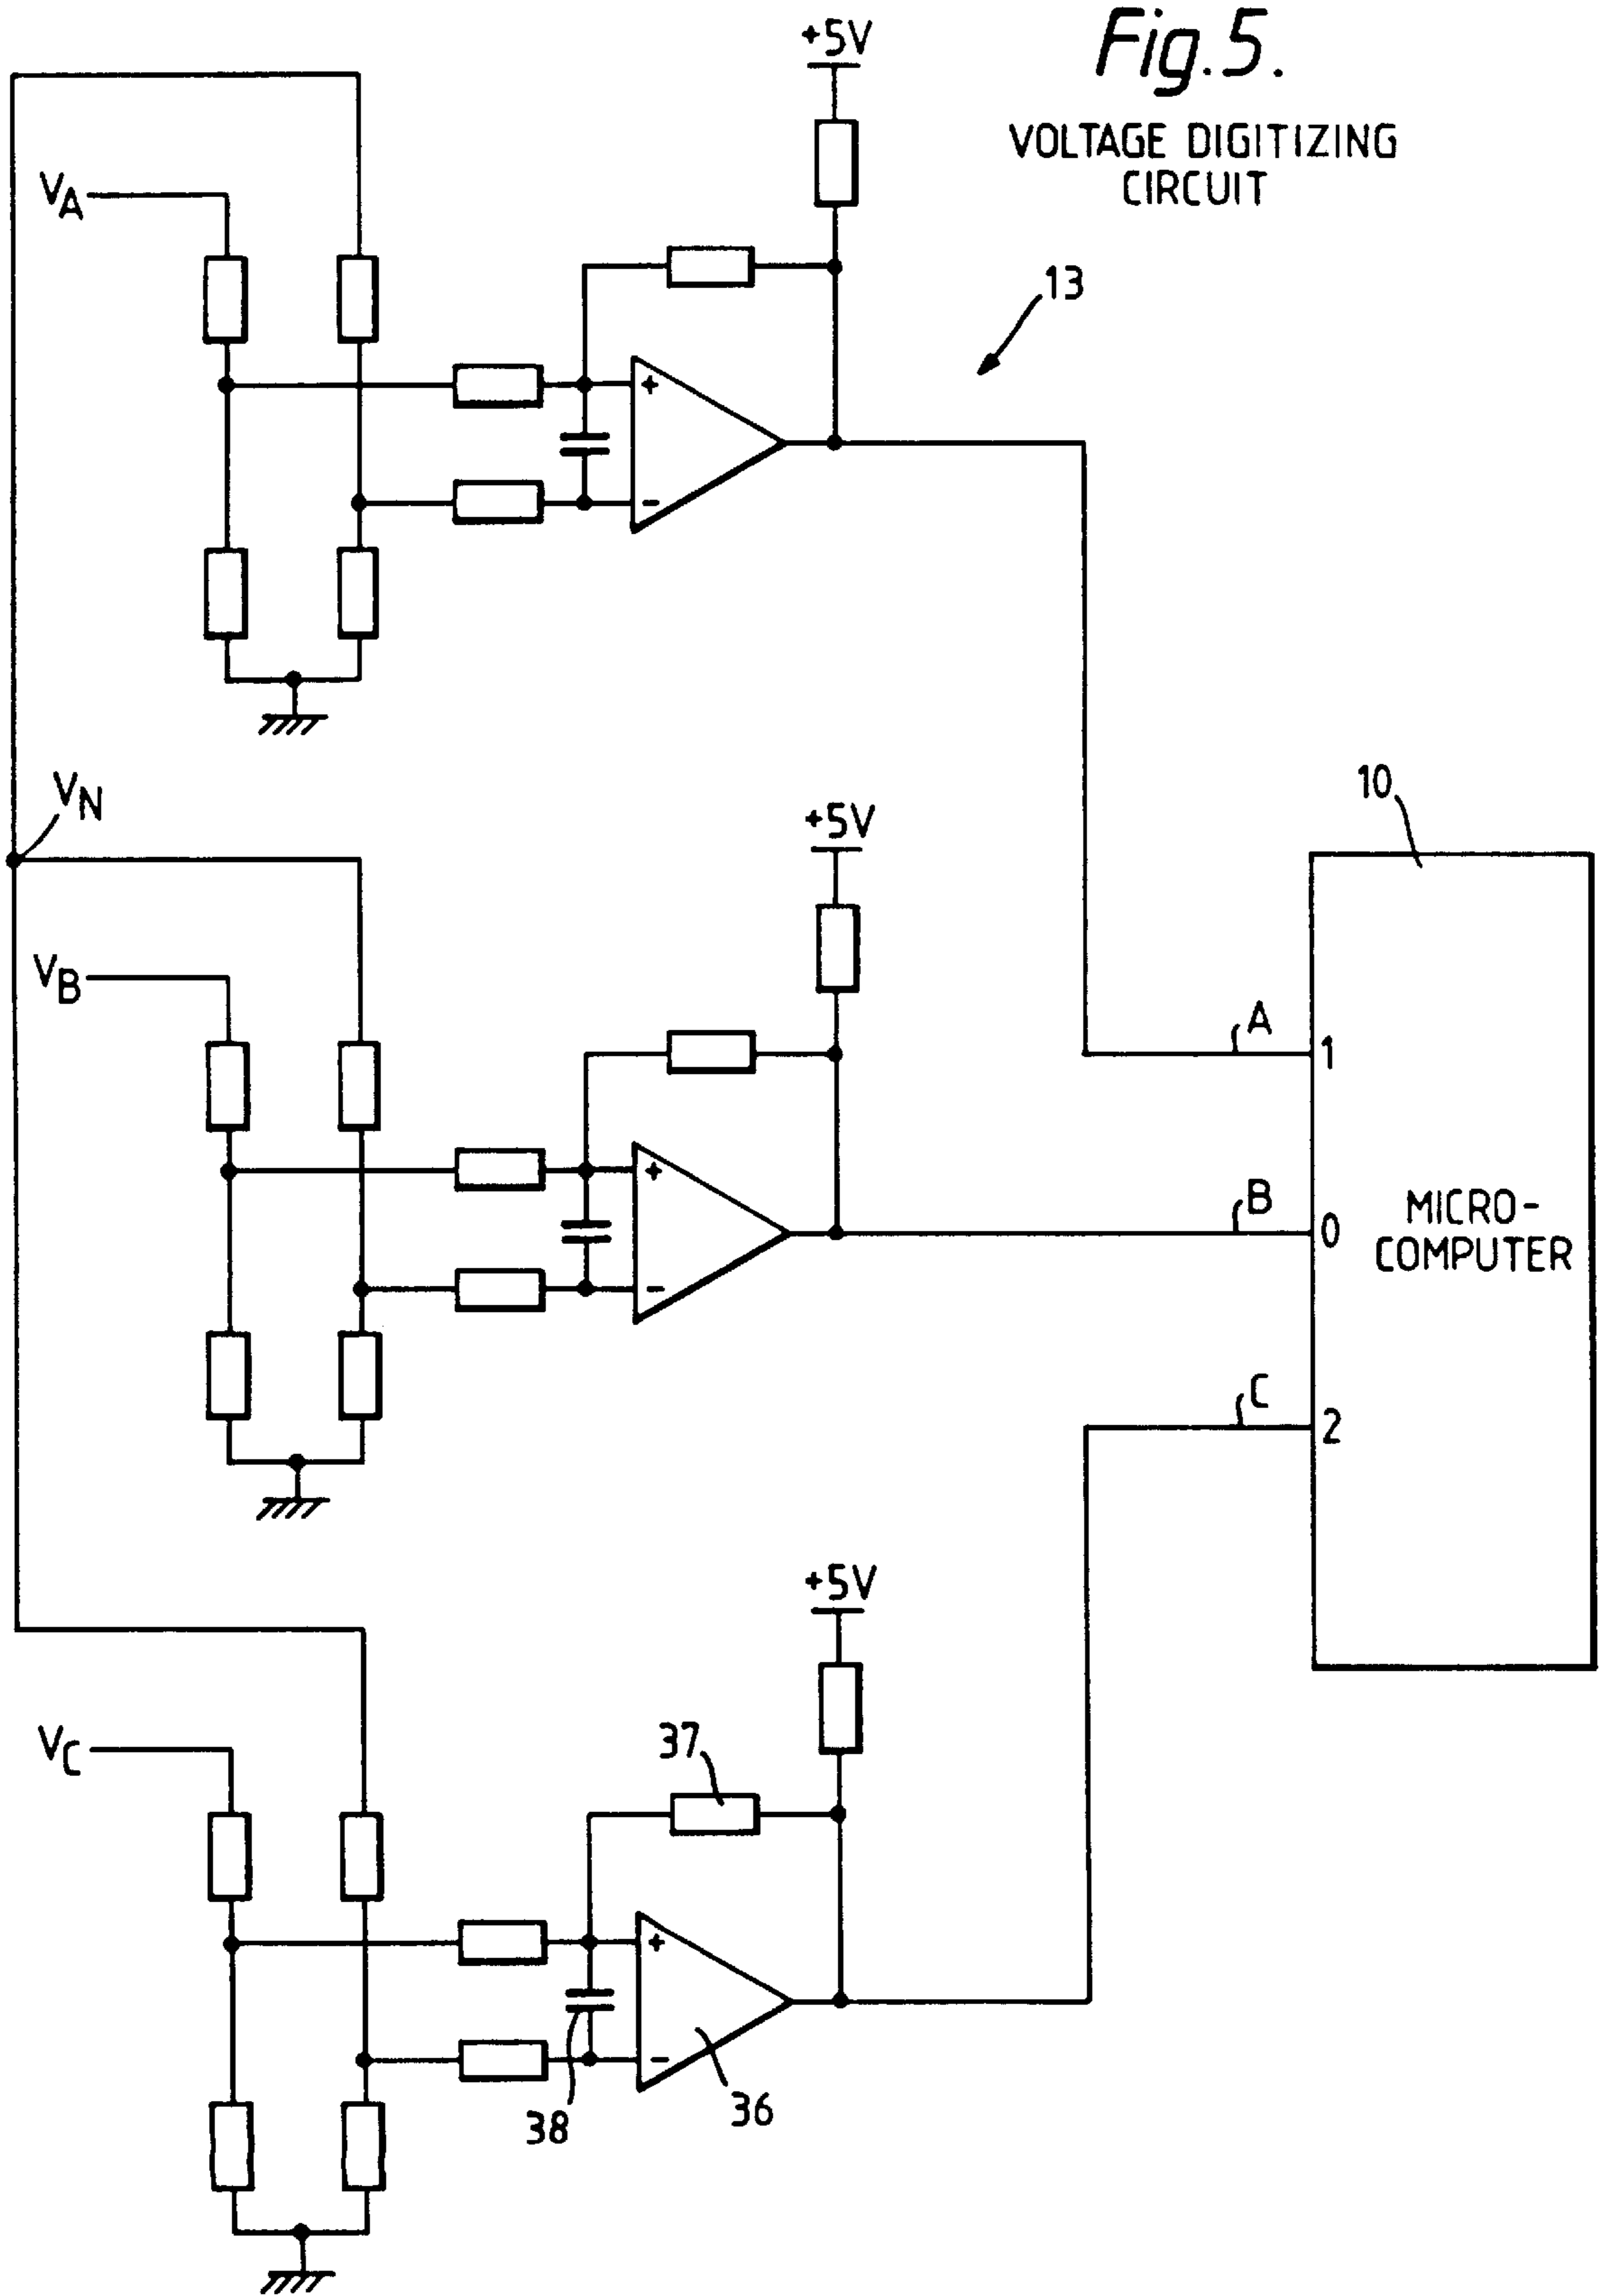 Fig.5.
VOLTAGE DIGITIZING
CIRCUIT
+5V
VA
13
+
-
VN
+5V
10
VB
A
1
+
-
B
0
MICRO-
COMPUTER
C
2
+5V
VC
37
+
-
38
36